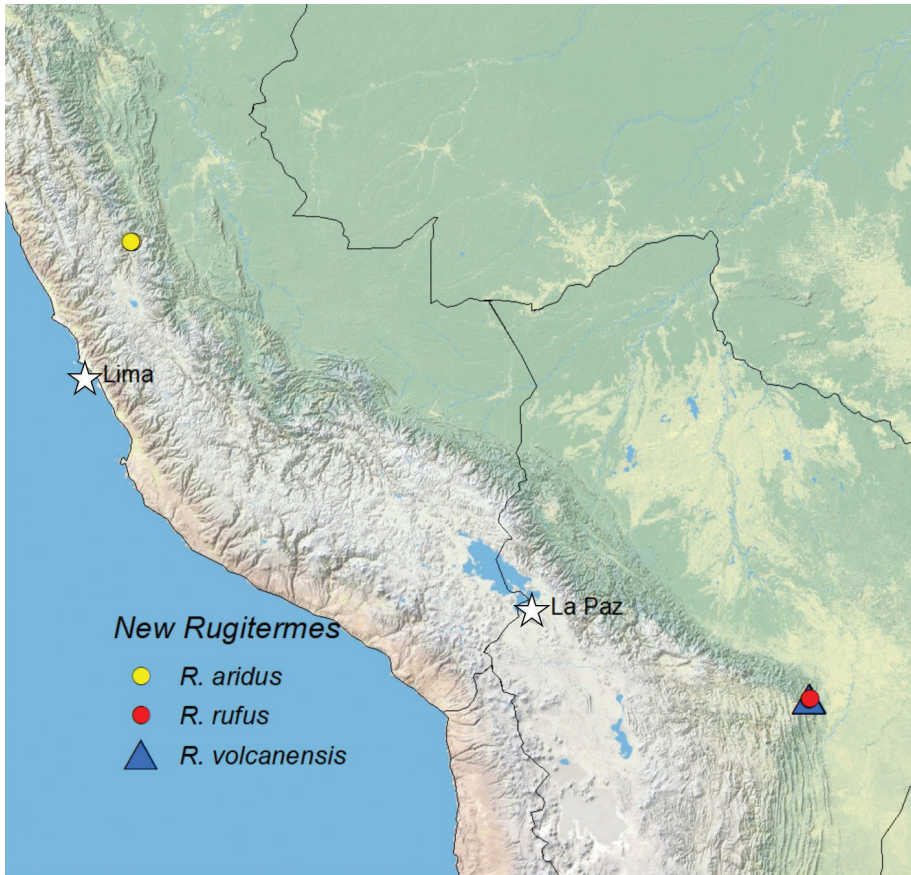 Lima
La Paz
New Rugitermes
R. aridus
R. rufus
R. volcanensis